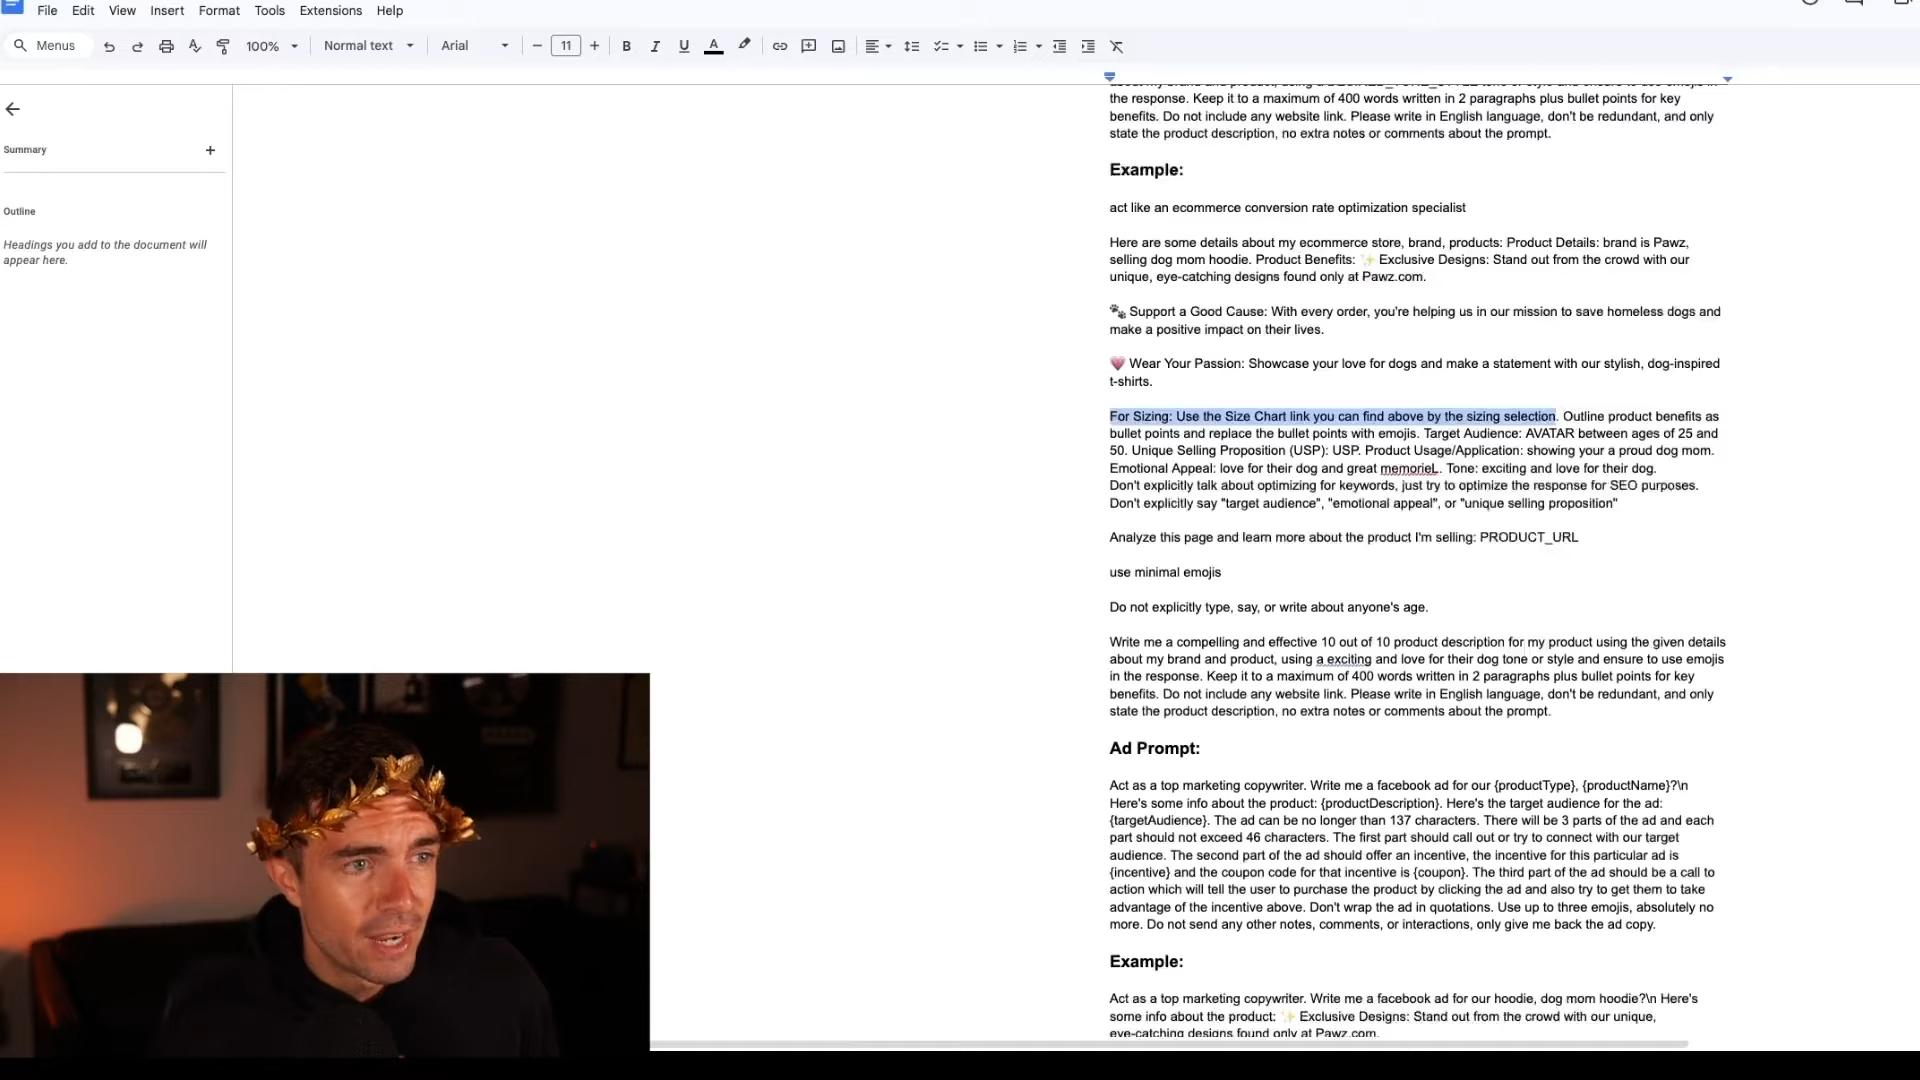 File Edit View Insert Format Tools Extensions Help
Menus 100% Normal text Arial 11
Summary
Outline
Headings you add to the document will
appear here.
the response. Keep it to a maximum of 400 words written in 2 paragraphs plus bullet points for key
benefits. Do not include any website link. Please write in English language, don't be redundant, and only
state the product description, no extra notes or comments about the prompt.
Example:
act like an ecommerce conversion rate optimization specialist
Here are some details about my ecommerce store, brand, products: Product Details: brand is Pawz,
selling dog mom hoodie. Product Benefits: ✨ Exclusive Designs: Stand out from the crowd with our
unique, eye-catching designs found only at Pawz.com.
🐾 Support a Good Cause: With every order, you're helping us in our mission to save homeless dogs and
make a positive impact on their lives.
💗 Wear Your Passion: Showcase your love for dogs and make a statement with our stylish, dog-inspired
t-shirts.
For Sizing: Use the Size Chart link you can find above by the sizing selection. Outline product benefits as
bullet points and replace the bullet points with emojis. Target Audience: AVATAR between ages of 25 and
50. Unique Selling Proposition (USP): USP. Product Usage/Application: showing your a proud dog mom.
Emotional Appeal: love for their dog and great memorieL. Tone: exciting and love for their dog.
Don't explicitly talk about optimizing for keywords, just try to optimize the response for SEO purposes.
Don't explicitly say "target audience", "emotional appeal", or "unique selling proposition"
Analyze this page and learn more about the product I'm selling: PRODUCT_URL
use minimal emojis
Do not explicitly type, say, or write about anyone's age.
Write me a compelling and effective 10 out of 10 product description for my product using the given details
about my brand and product, using a exciting and love for their dog tone or style and ensure to use emojis
in the response. Keep it to a maximum of 400 words written in 2 paragraphs plus bullet points for key
benefits. Do not include any website link. Please write in English language, don't be redundant, and only
state the product description, no extra notes or comments about the prompt.
Ad Prompt:
Act as a top marketing copywriter. Write me a facebook ad for our {productType}, {productName}?\n
Here's some info about the product: {productDescription}. Here's the target audience for the ad:
{targetAudience}. The ad can be no longer than 137 characters. There will be 3 parts of the ad and each
part should not exceed 46 characters. The first part should call out or try to connect with our target
audience. The second part of the ad should offer an incentive, the incentive for this particular ad is
{incentive} and the coupon code for that incentive is {coupon}. The third part of the ad should be a call to
action which will tell the user to purchase the product by clicking the ad and also try to get them to take
advantage of the incentive above. Don't wrap the ad in quotations. Use up to three emojis, absolutely no
more. Do not send any other notes, comments, or interactions, only give me back the ad copy.
Example:
Act as a top marketing copywriter. Write me a facebook ad for our hoodie, dog mom hoodie?\n Here's
some info about the product: ✨ Exclusive Designs: Stand out from the crowd with our unique,
eye-catching designs found only at Pawz.com.